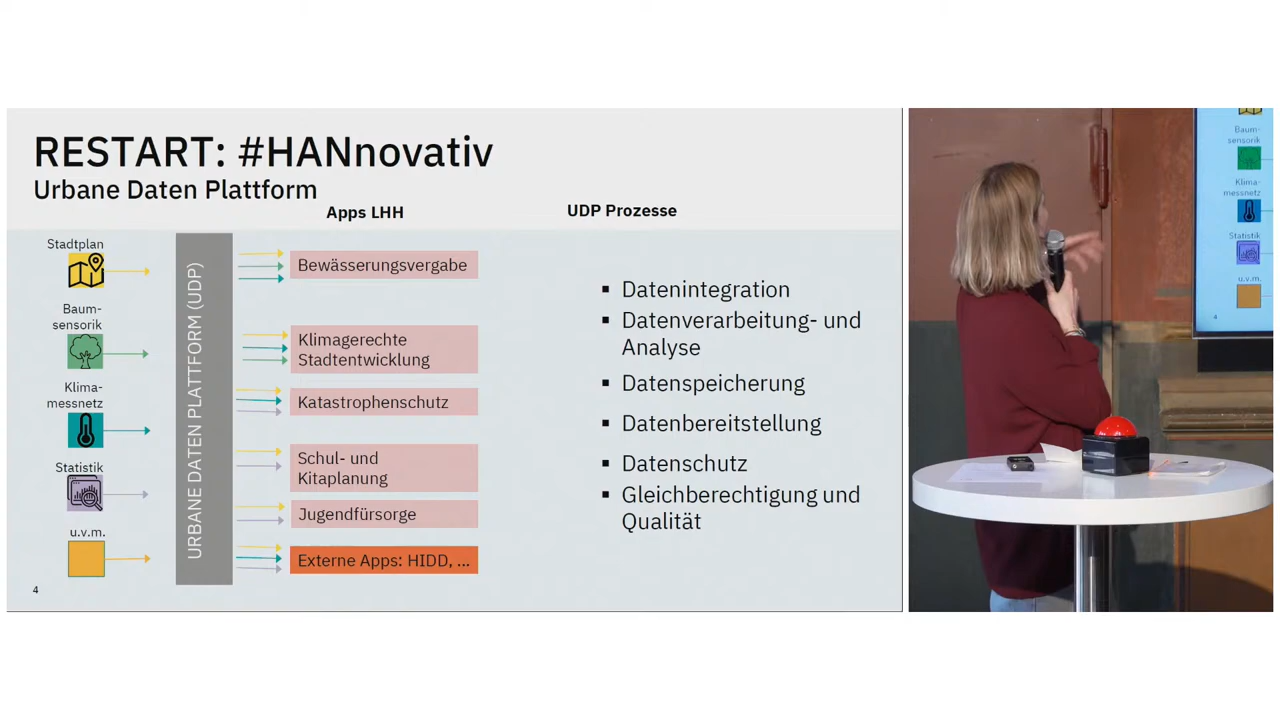 RESTART: #HANnovativ
Urbane Daten Plattform
Apps LHH
UDP Prozesse
Stadtplan
Baum-
sensorik
Klima-
messnetz
Statistik
u.v.m.
URBANE DATEN PLATTFORM (UDP)
Bewässerungsvergabe
Klimagerechte
Stadtentwicklung
Katastrophenschutz
Schul- und
Kitaplanung
Jugendfürsorge
Externe Apps: HIDD, ...
▪ Datenintegration
▪ Datenverarbeitung- und
Analyse
▪ Datenspeicherung
▪ Datenbereitstellung
▪ Datenschutz
▪ Gleichberechtigung und
Qualität
4
Baum-
sensorik
Klima-
messnetz
Statistik
u.v.m.
4